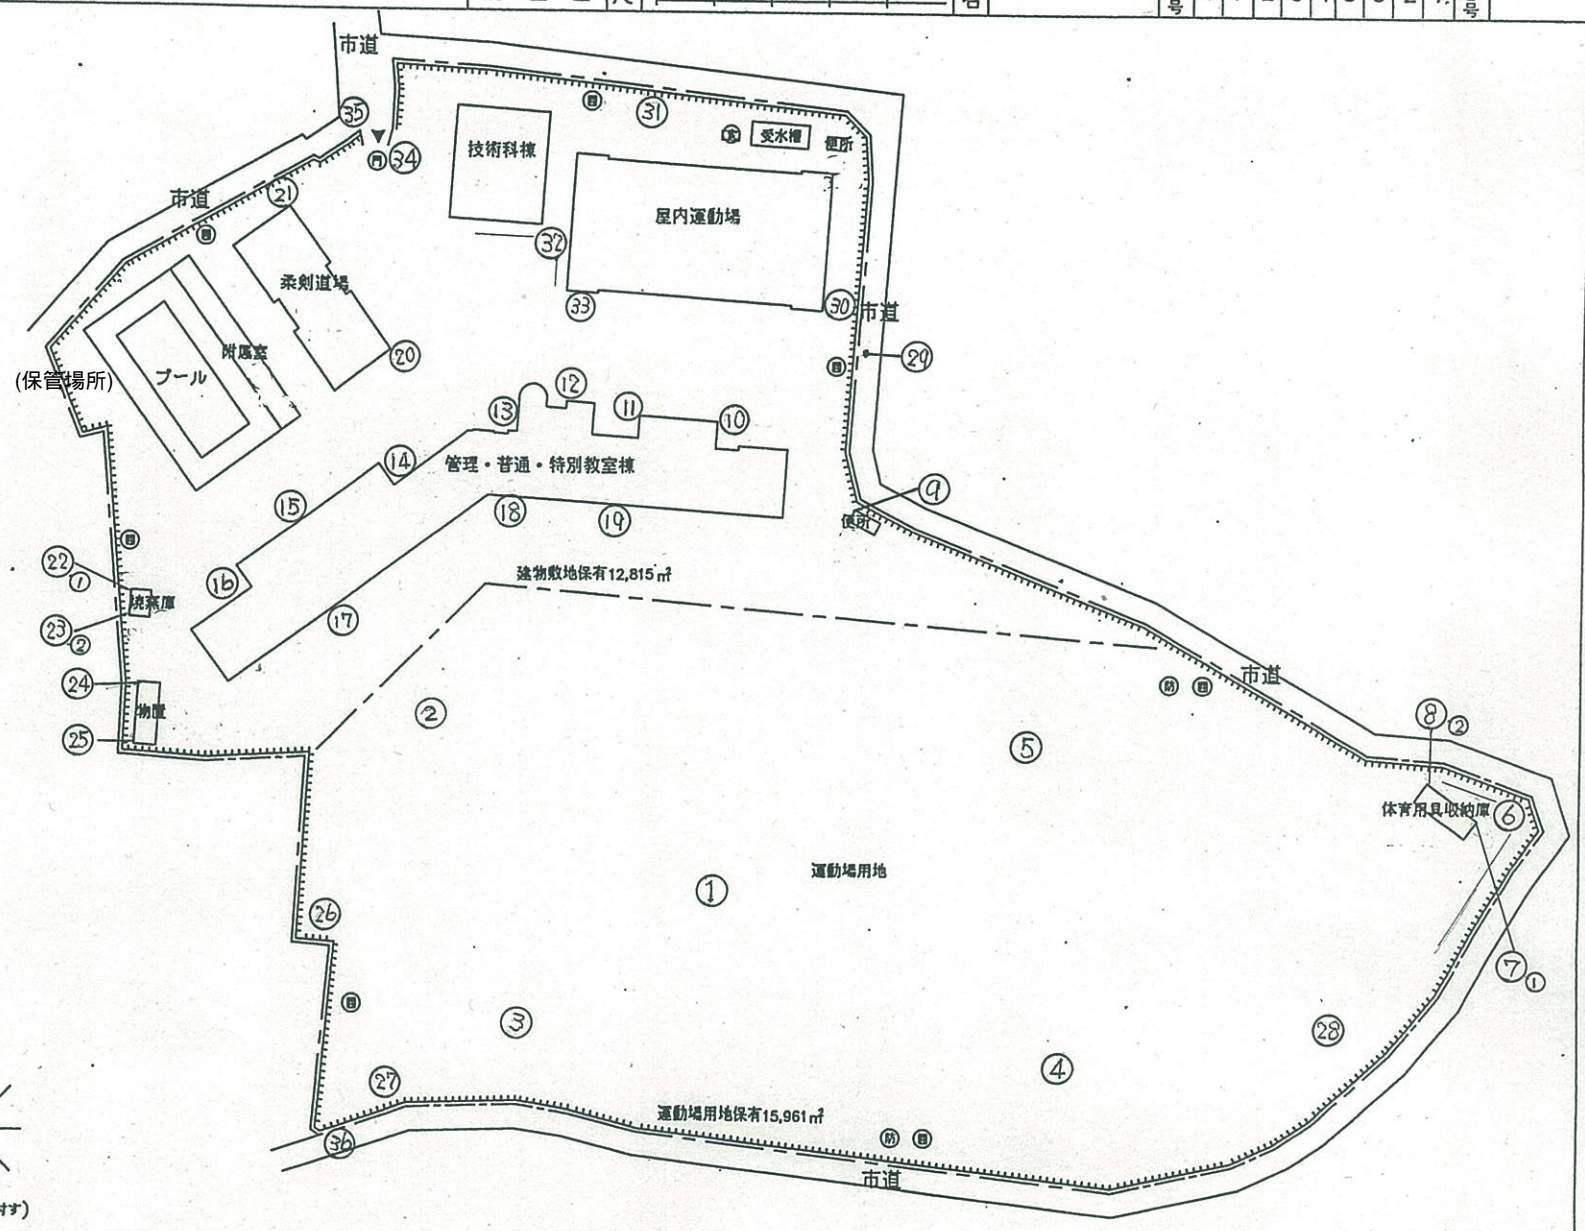 号
号
市道
35
31
受水槽
便所
技術科棟
門
34
市道
21
屋内運動場
32
柔剣道場
33
30
市道
附属室
20
29
プール
(保管場所)
12
13
11
10
14
管理・普通・特別教室棟
9
15
18
19
便所
22
1
16
建物敷地保有12,815㎡
焼窯庫
17
23
2
市道
24
防
物置
2
8
2
25
5
体育用具収納庫
6
運動場用地
1
26
7
1
3
28
4
27
運動場用地保有15,961㎡
36
防
市道